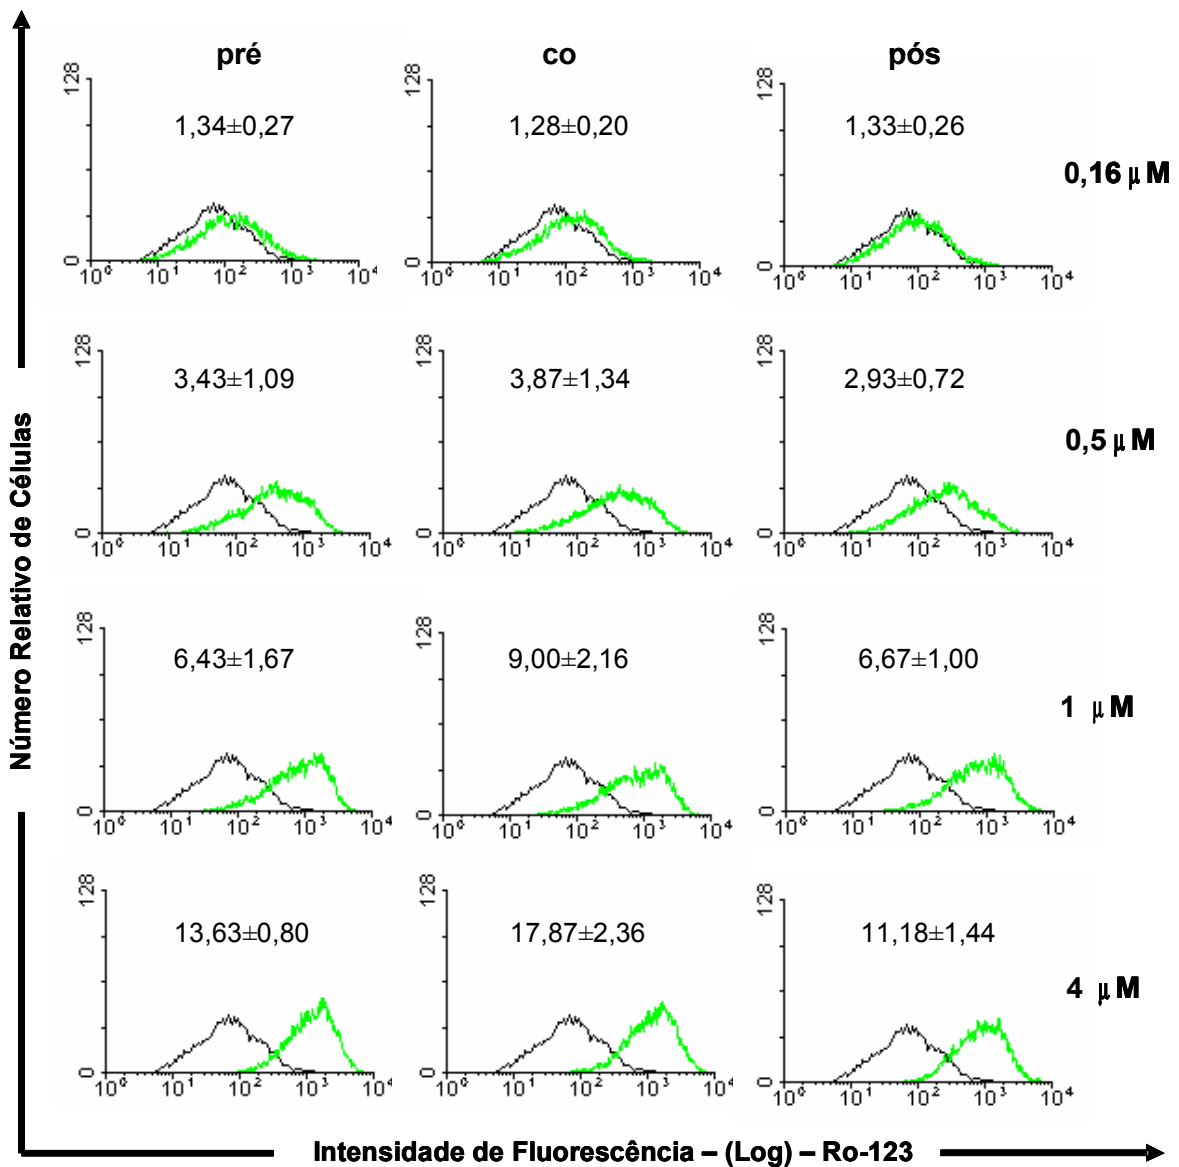 pré co pós
128
1,34±0,27
0
10⁰ 10¹ 10² 10³ 10⁴
128
1,28±0,20
0
10⁰ 10¹ 10² 10³ 10⁴
128
1,33±0,26
0
10⁰ 10¹ 10² 10³ 10⁴
0,16 μM
128
3,43±1,09
0
10⁰ 10¹ 10² 10³ 10⁴
128
3,87±1,34
0
10⁰ 10¹ 10² 10³ 10⁴
128
2,93±0,72
0
10⁰ 10¹ 10² 10³ 10⁴
0,5 μM
Número Relativo de Células
128
6,43±1,67
0
10⁰ 10¹ 10² 10³ 10⁴
128
9,00±2,16
0
10⁰ 10¹ 10² 10³ 10⁴
128
6,67±1,00
0
10⁰ 10¹ 10² 10³ 10⁴
1 μM
128
13,63±0,80
0
10⁰ 10¹ 10² 10³ 10⁴
128
17,87±2,36
0
10⁰ 10¹ 10² 10³ 10⁴
128
11,18±1,44
0
10⁰ 10¹ 10² 10³ 10⁴
4 μM
Intensidade de Fluorescência – (Log) – Ro-123